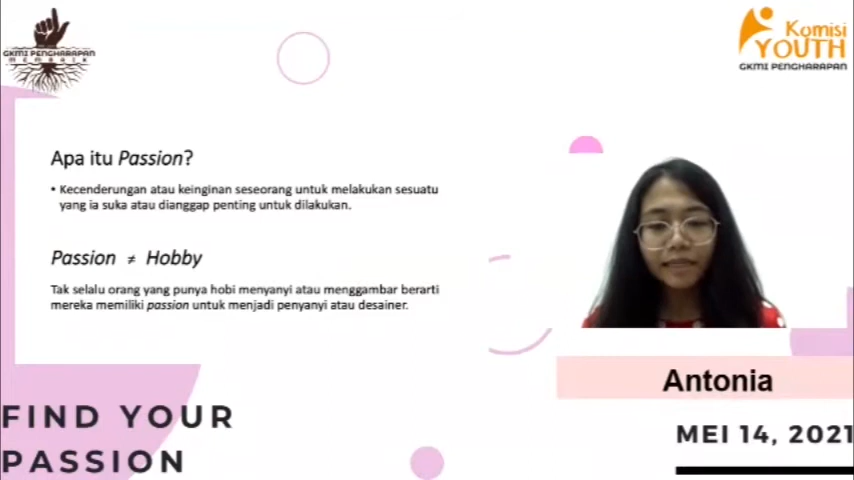 GKMI PENGHARAPAN
MEMBAIK
Komisi
YOUTH
GKMI PENGHARAPAN
Apa itu Passion?
• Kecenderungan atau keinginan seseorang untuk melakukan sesuatu
yang ia suka atau dianggap penting untuk dilakukan.
Passion ≠ Hobby
Tak selalu orang yang punya hobi menyanyi atau menggambar berarti
mereka memiliki passion untuk menjadi penyanyi atau desainer.
Antonia
FIND YOUR
PASSION
MEI 14, 2021